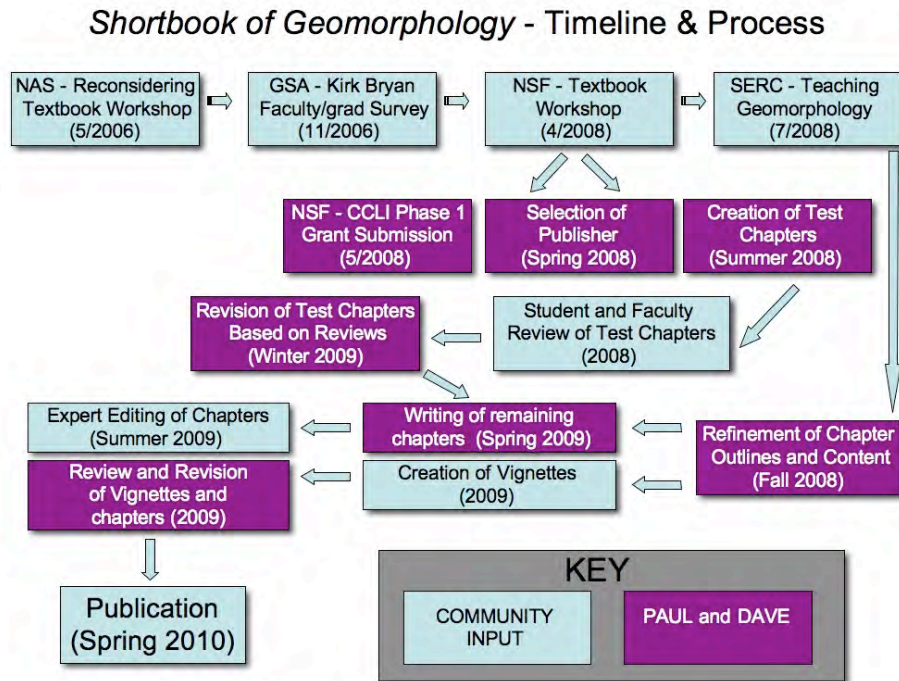 Shortbook of Geomorphology - Timeline & Process
NAS - Reconsidering
Textbook Workshop
(5/2006)
GSA - Kirk Bryan
Faculty/grad Survey
(11/2006)
NSF - Textbook
Workshop
(4/2008)
SERC - Teaching
Geomorphology
(7/2008)
NSF - CCLI Phase 1
Grant Submission
(5/2008)
Selection of
Publisher
(Spring 2008)
Creation of Test
Chapters
(Summer 2008)
Revision of Test Chapters
Based on Reviews
(Winter 2009)
Student and Faculty
Review of Test Chapters
(2008)
Expert Editing of Chapters
(Summer 2009)
Writing of remaining
chapters (Spring 2009)
Refinement of Chapter
Outlines and Content
(Fall 2008)
Review and Revision
of Vignettes and
chapters (2009)
Creation of Vignettes
(2009)
Publication
(Spring 2010)
KEY
COMMUNITY
INPUT
PAUL and DAVE